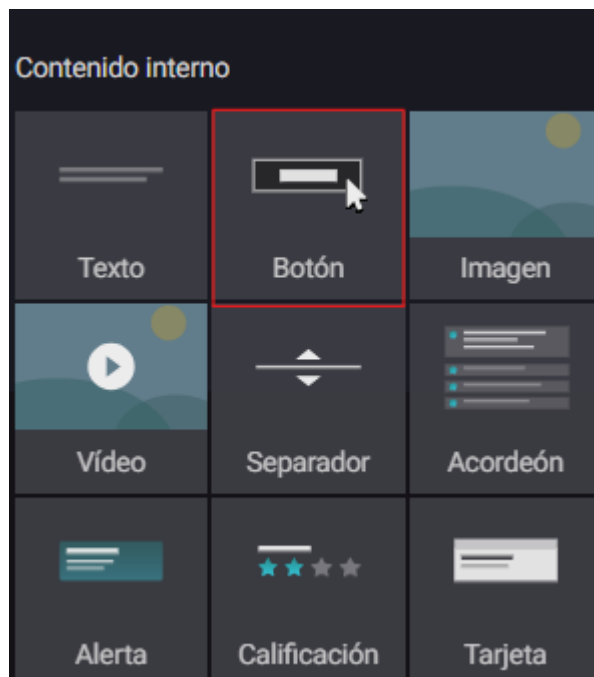 Contenido interno
Texto
Botón
Imagen
Vídeo
Separador
Acordeón
Alerta
Calificación
Tarjeta